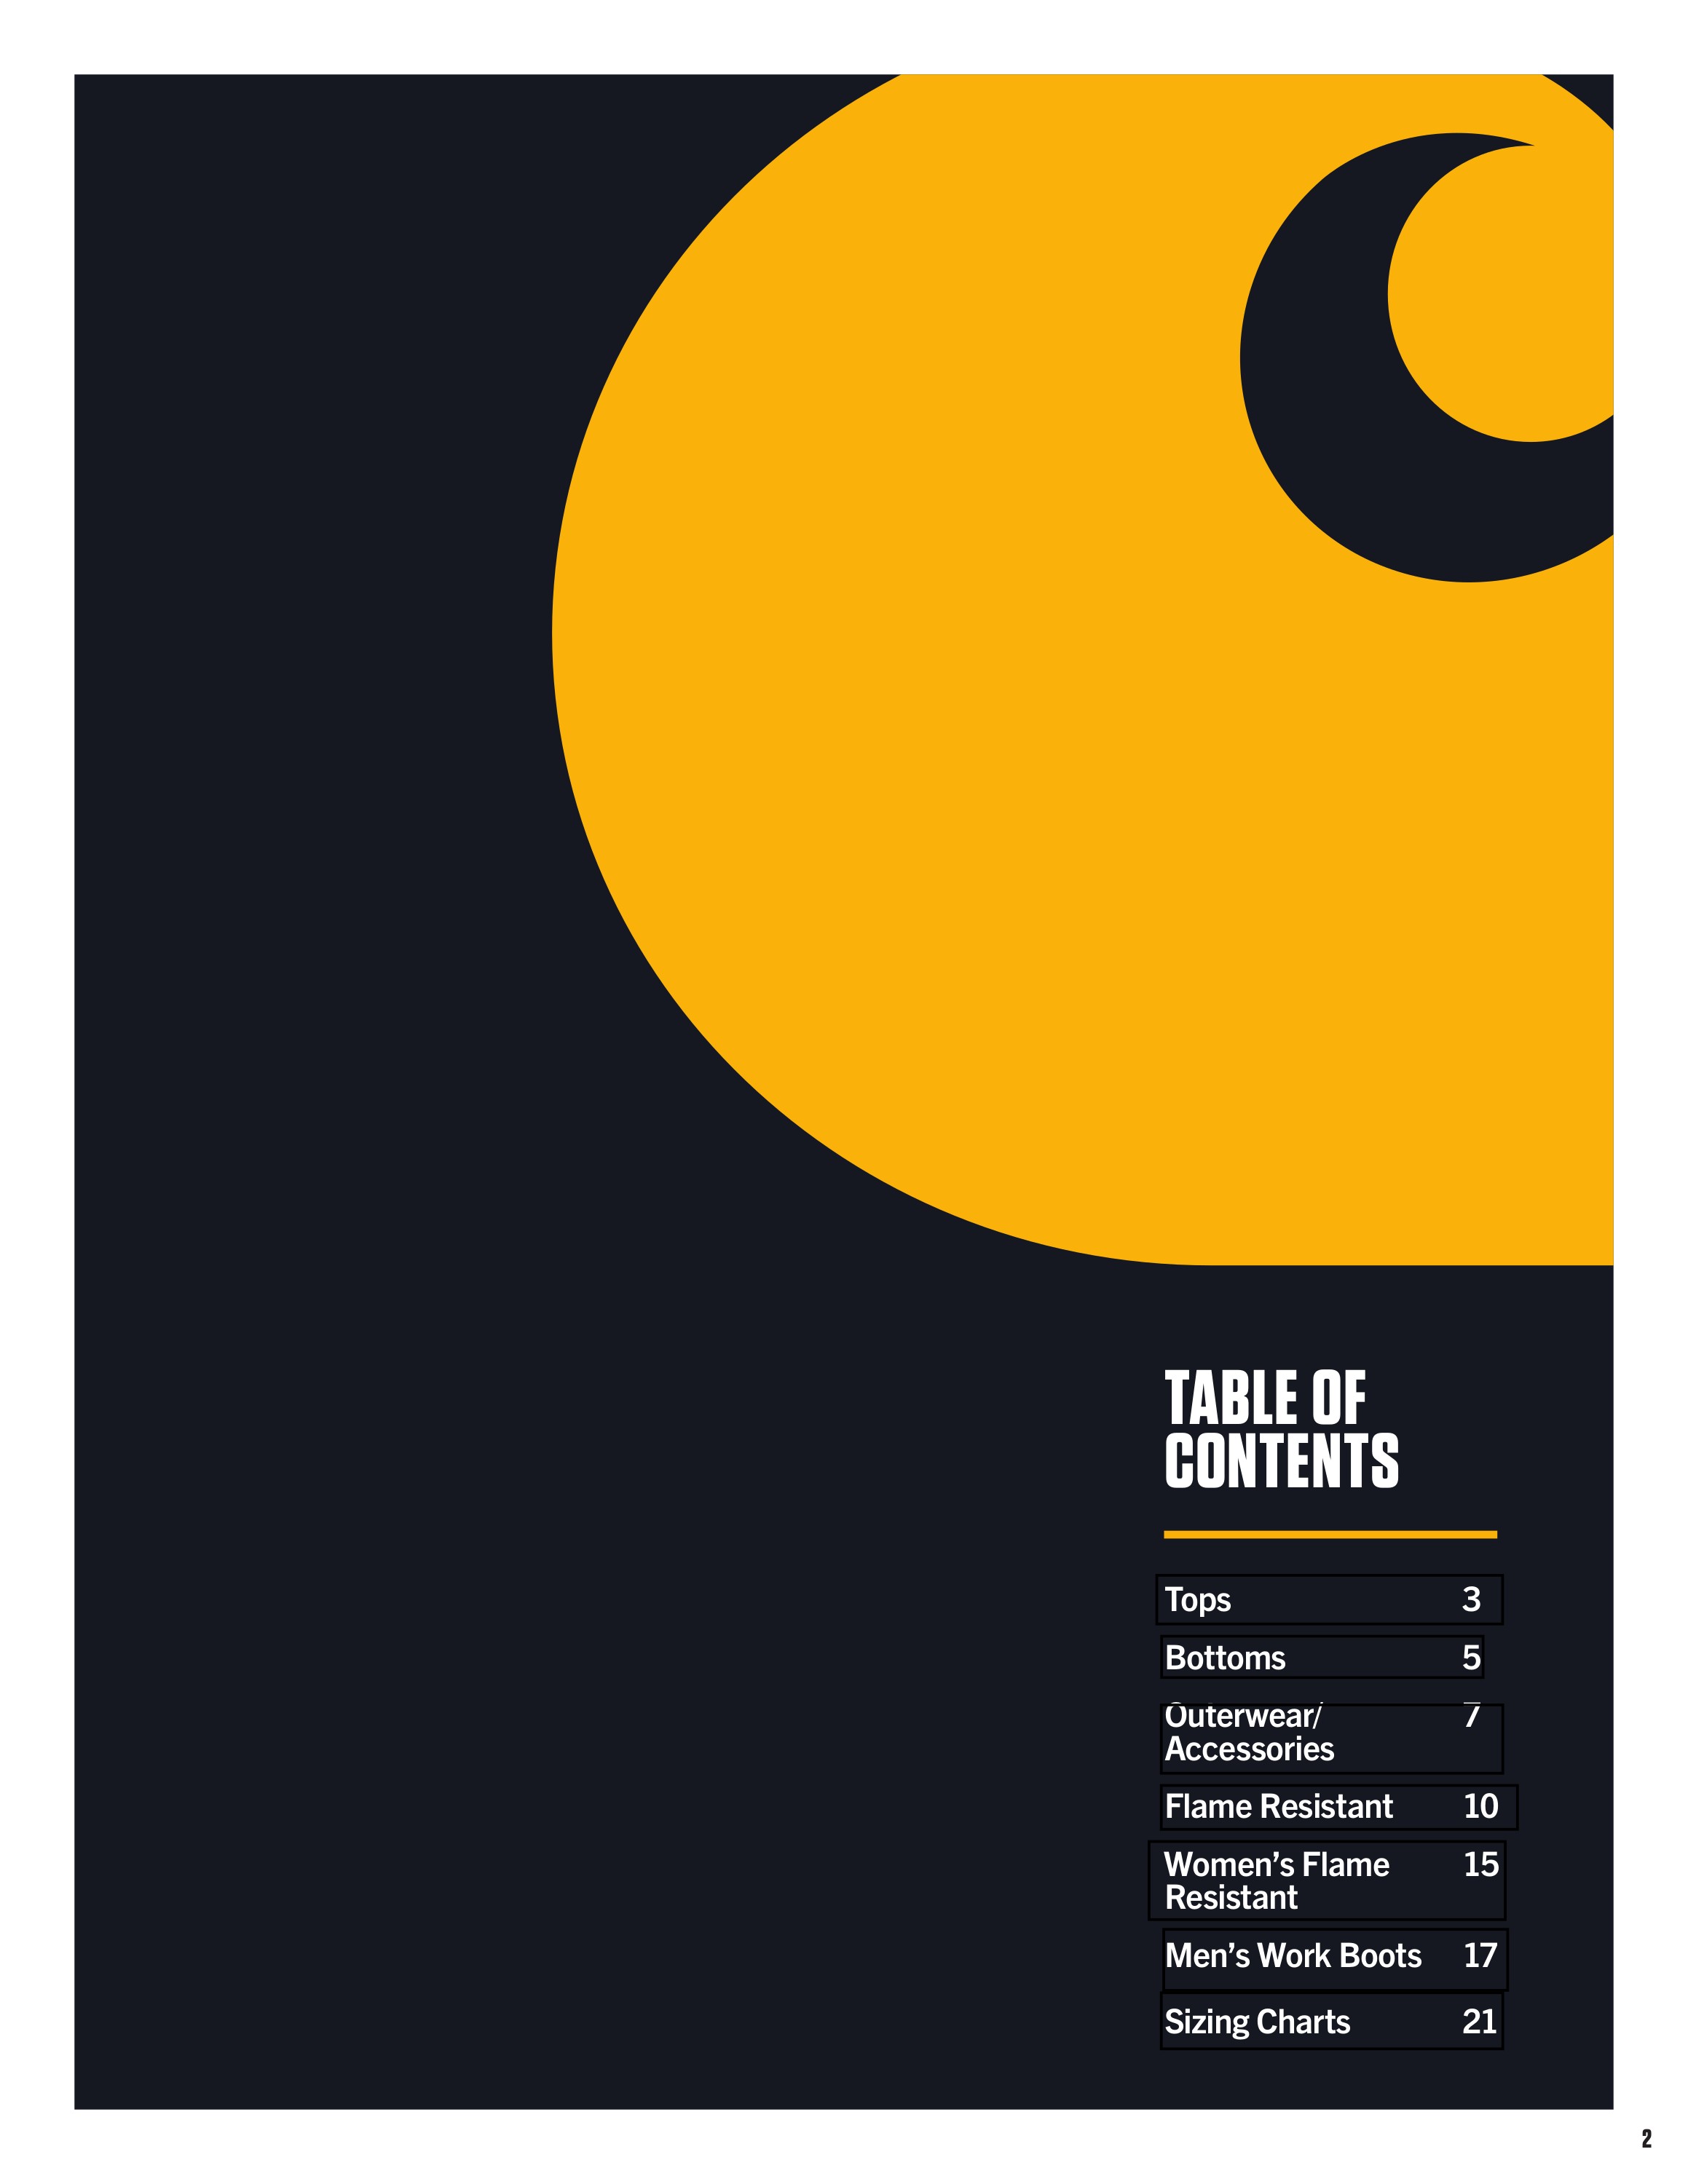 TABLE OF
CONTENTS
Tops 3
Bottoms 5
Outerwear/ 7
Accessories
Flame Resistant 10
Women’s Flame 15
Resistant
Men’s Work Boots 17
Sizing Charts 21
2